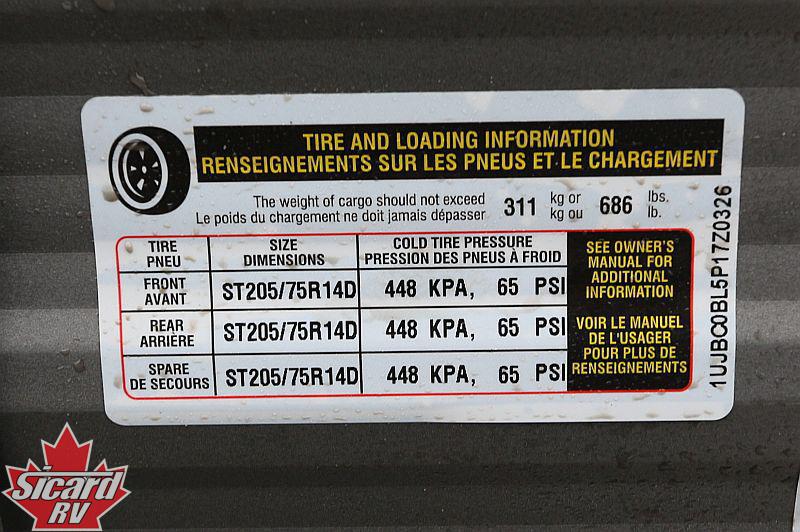 TIRE AND LOADING INFORMATION
RENSEIGNEMENTS SUR LES PNEUS ET LE CHARGEMENT
The weight of cargo should not exceed 311 kg or 686 lbs.
Le poids du chargement ne doit jamais dépasser kg ou lb.
TIRE SIZE COLD TIRE PRESSURE
PNEU DIMENSIONS PRESSION DES PNEUS À FROID
FRONT
AVANT
ST205/75R14D 448 KPA, 65 PSI
REAR
ARRIÈRE
ST205/75R14D 448 KPA, 65 PSI
SPARE
DE SECOURS
ST205/75R14D 448 KPA, 65 PSI
SEE OWNER'S
MANUAL FOR
ADDITIONAL
INFORMATION
VOIR LE MANUEL
DE L'USAGER
POUR PLUS DE
RENSEIGNEMENTS
1UJBC0BL5P17Z0326
Sicard
RV